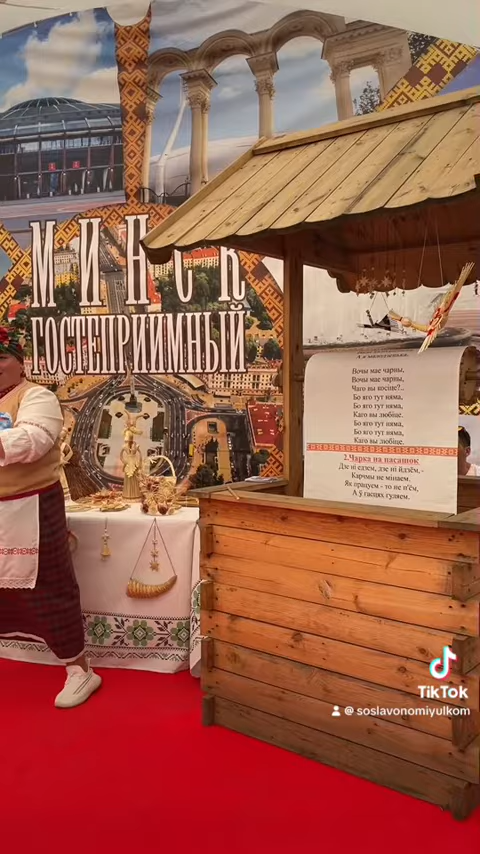 МИНСК
ГОСТЕПРИИМНЫЙ
Вочы мае чарны,
Вочы мае чарны,
Чаго вы косіце?..
Бо яго тут няма,
Бо яго тут няма,
Каго вы любіце.
Бо яго тут няма,
Бо яго тут няма,
Каго вы любіце.
2.Чарка на пасашок
Дзе ні едзем, дзе ні йдзём,-
Карчмы не мінаем.
Як працуем - то не п'ём,
А ў гасцях гуляем.
TikTok
@ soslavonomiyulkom